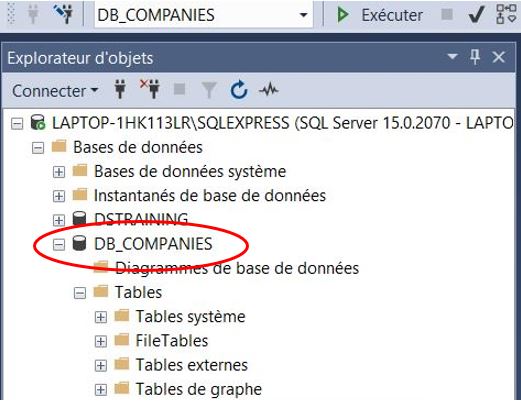 DB_COMPANIES Exécuter
Explorateur d'objets
Connecter
LAPTOP-1HK113LR\SQLEXPRESS (SQL Server 15.0.2070 - LAPTO
Bases de données
Bases de données système
Instantanés de base de données
DSTRAINING
DB_COMPANIES
Diagrammes de base de données
Tables
Tables système
FileTables
Tables externes
Tables de graphe